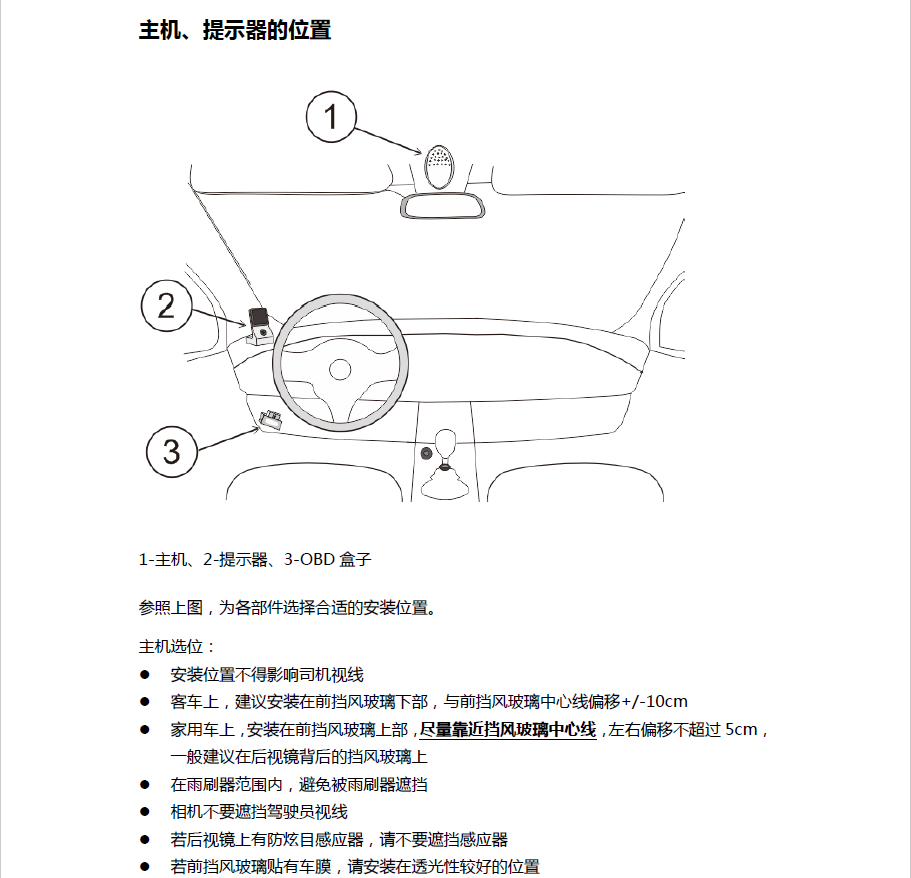 主机、提示器的位置
1
2
3
1-主机、2-提示器、3-OBD 盒子
参照上图，为各部件选择合适的安装位置。
主机选位：
● 安装位置不得影响司机视线
● 客车上，建议安装在前挡风玻璃下部，与前挡风玻璃中心线偏移+/-10cm
● 家用车上，安装在前挡风玻璃上部，尽量靠近挡风玻璃中心线，左右偏移不超过 5cm，
一般建议在后视镜背后的挡风玻璃上
● 在雨刷器范围内，避免被雨刷器遮挡
● 相机不要遮挡驾驶员视线
● 若后视镜上有防炫目感应器，请不要遮挡感应器
● 若前挡风玻璃贴有车膜，请安装在透光性较好的位置